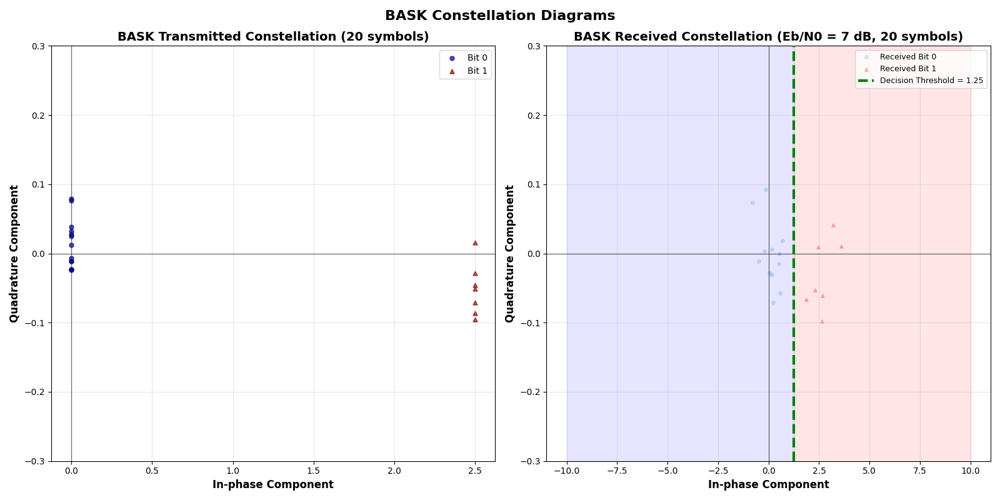 BASK Constellation Diagrams
BASK Transmitted Constellation (20 symbols)
Quadrature Component
0.3
0.2
0.1
0.0
−0.1
−0.2
−0.3
0.0 0.5 1.0 1.5 2.0 2.5
In-phase Component
Bit 0
Bit 1
BASK Received Constellation (Eb/N0 = 7 dB, 20 symbols)
Quadrature Component
0.3
0.2
0.1
0.0
−0.1
−0.2
−0.3
−10.0 −7.5 −5.0 −2.5 0.0 2.5 5.0 7.5 10.0
In-phase Component
Received Bit 0
Received Bit 1
Decision Threshold = 1.25